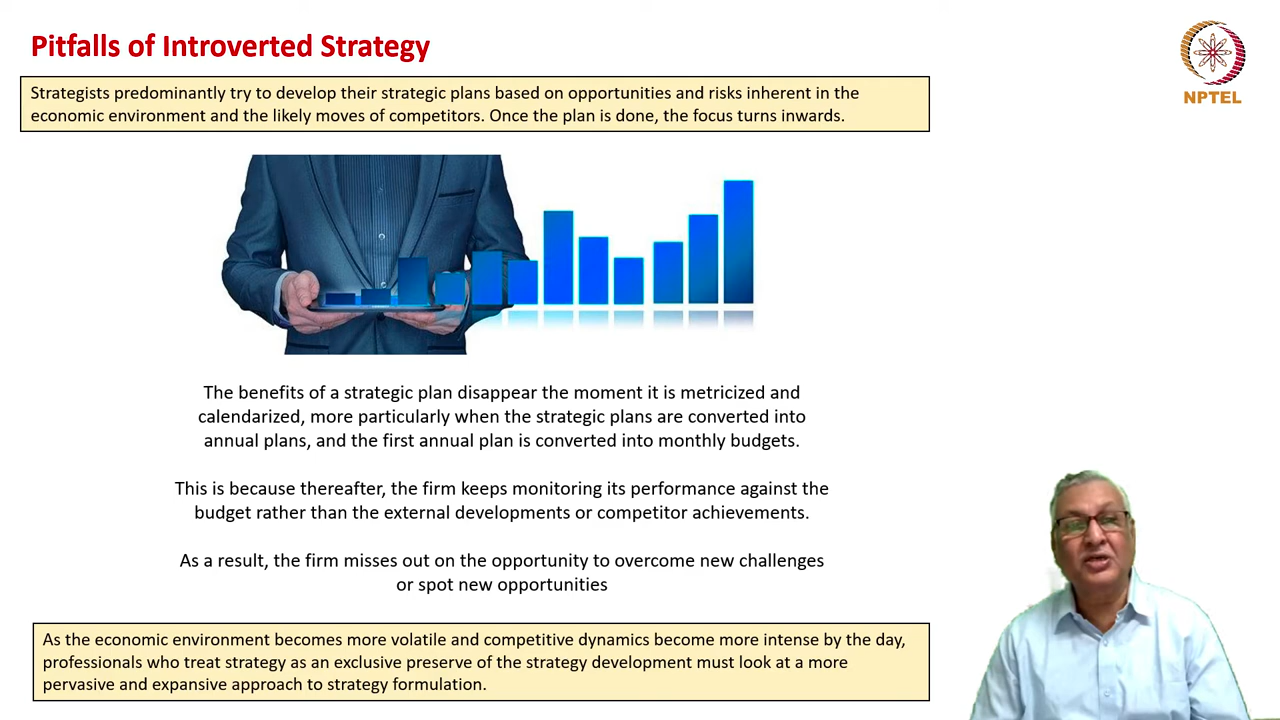 Pitfalls of Introverted Strategy
NPTEL
Strategists predominantly try to develop their strategic plans based on opportunities and risks inherent in the
economic environment and the likely moves of competitors. Once the plan is done, the focus turns inwards.
The benefits of a strategic plan disappear the moment it is metricized and
calendarized, more particularly when the strategic plans are converted into
annual plans, and the first annual plan is converted into monthly budgets.
This is because thereafter, the firm keeps monitoring its performance against the
budget rather than the external developments or competitor achievements.
As a result, the firm misses out on the opportunity to overcome new challenges
or spot new opportunities
As the economic environment becomes more volatile and competitive dynamics become more intense by the day,
professionals who treat strategy as an exclusive preserve of the strategy development must look at a more
pervasive and expansive approach to strategy formulation.